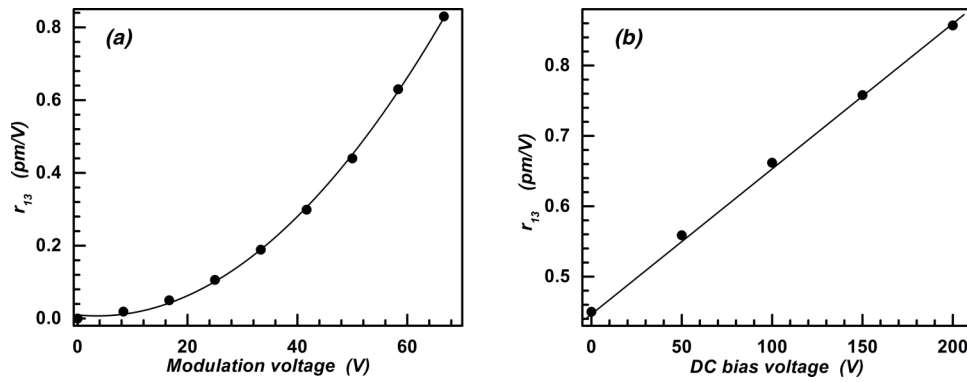 (a)
0.8
0.6
0.4
0.2
0.0
r13 (pm/V)
0 20 40 60
Modulation voltage (V)
(b)
0.8
0.7
0.6
0.5
r13 (pm/V)
0 50 100 150 200
DC bias voltage (V)